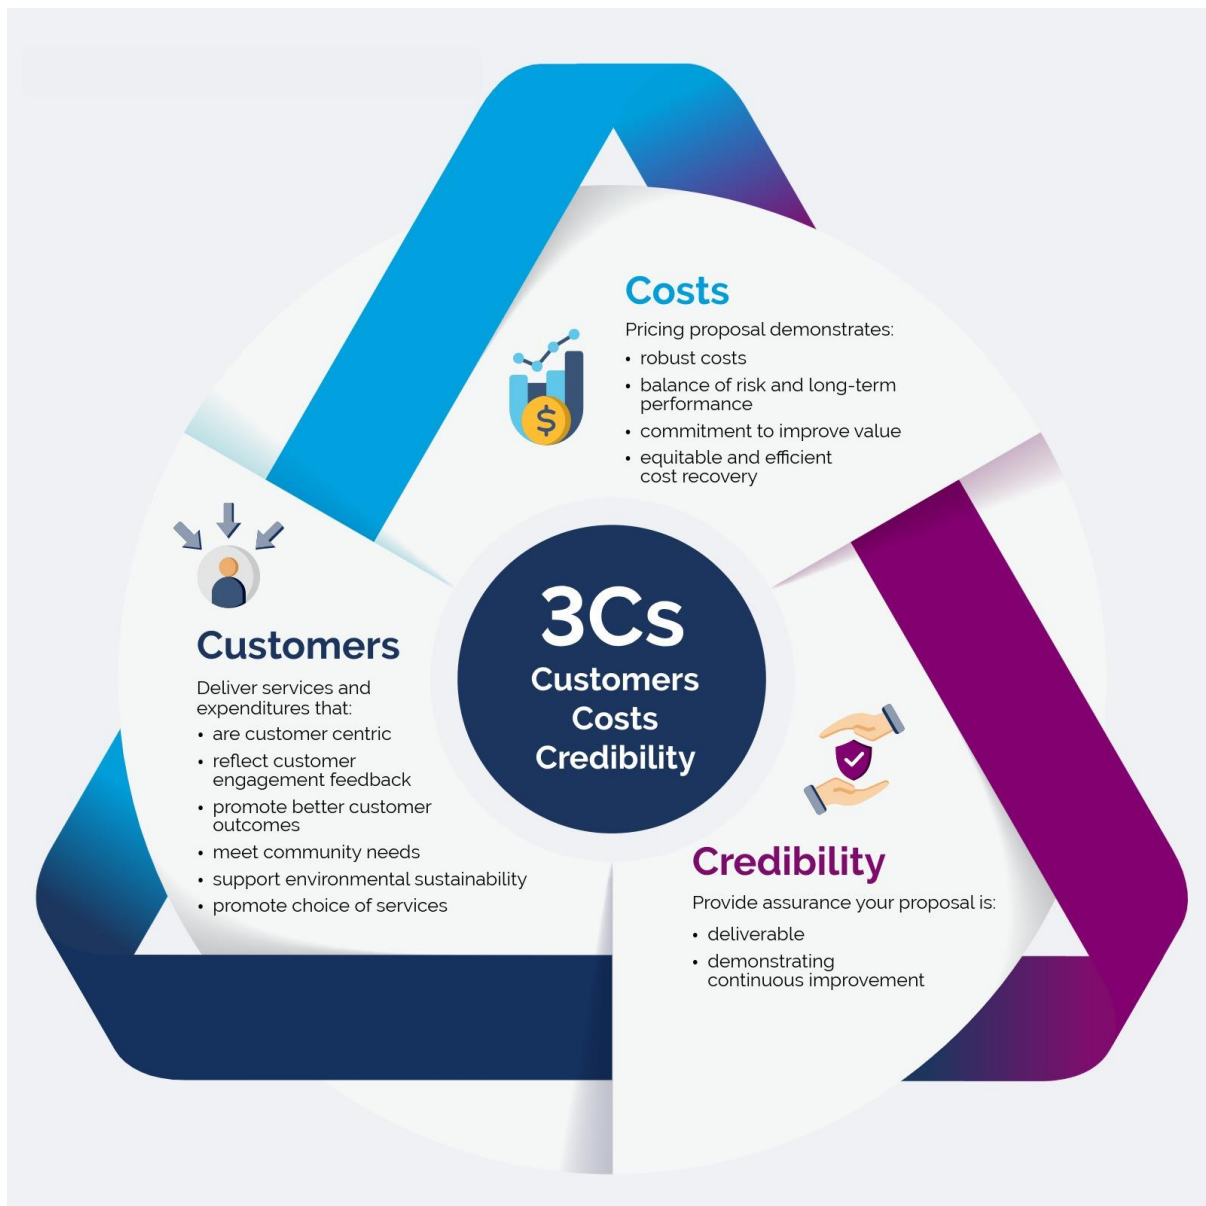 Costs
Pricing proposal demonstrates:
• robust costs
• balance of risk and long-term
performance
• commitment to improve value
• equitable and efficient
cost recovery
$
3Cs
Customers
Costs
Credibility
Customers
Deliver services and
expenditures that:
• are customer centric
• reflect customer
engagement feedback
• promote better customer
outcomes
• meet community needs
• support environmental sustainability
• promote choice of services
Credibility
Provide assurance your proposal is:
• deliverable
• demonstrating
continuous improvement